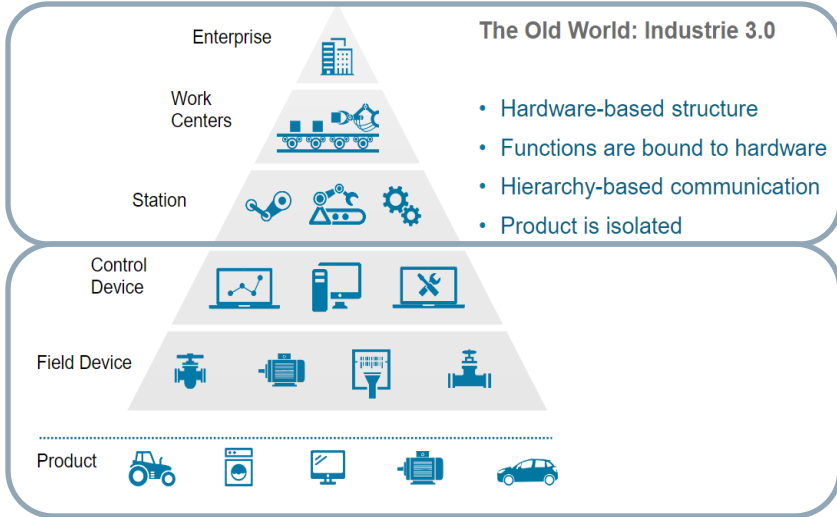 Enterprise
The Old World: Industrie 3.0
Work
Centers
• Hardware-based structure
• Functions are bound to hardware
Station
• Hierarchy-based communication
• Product is isolated
Control
Device
Field Device
Product